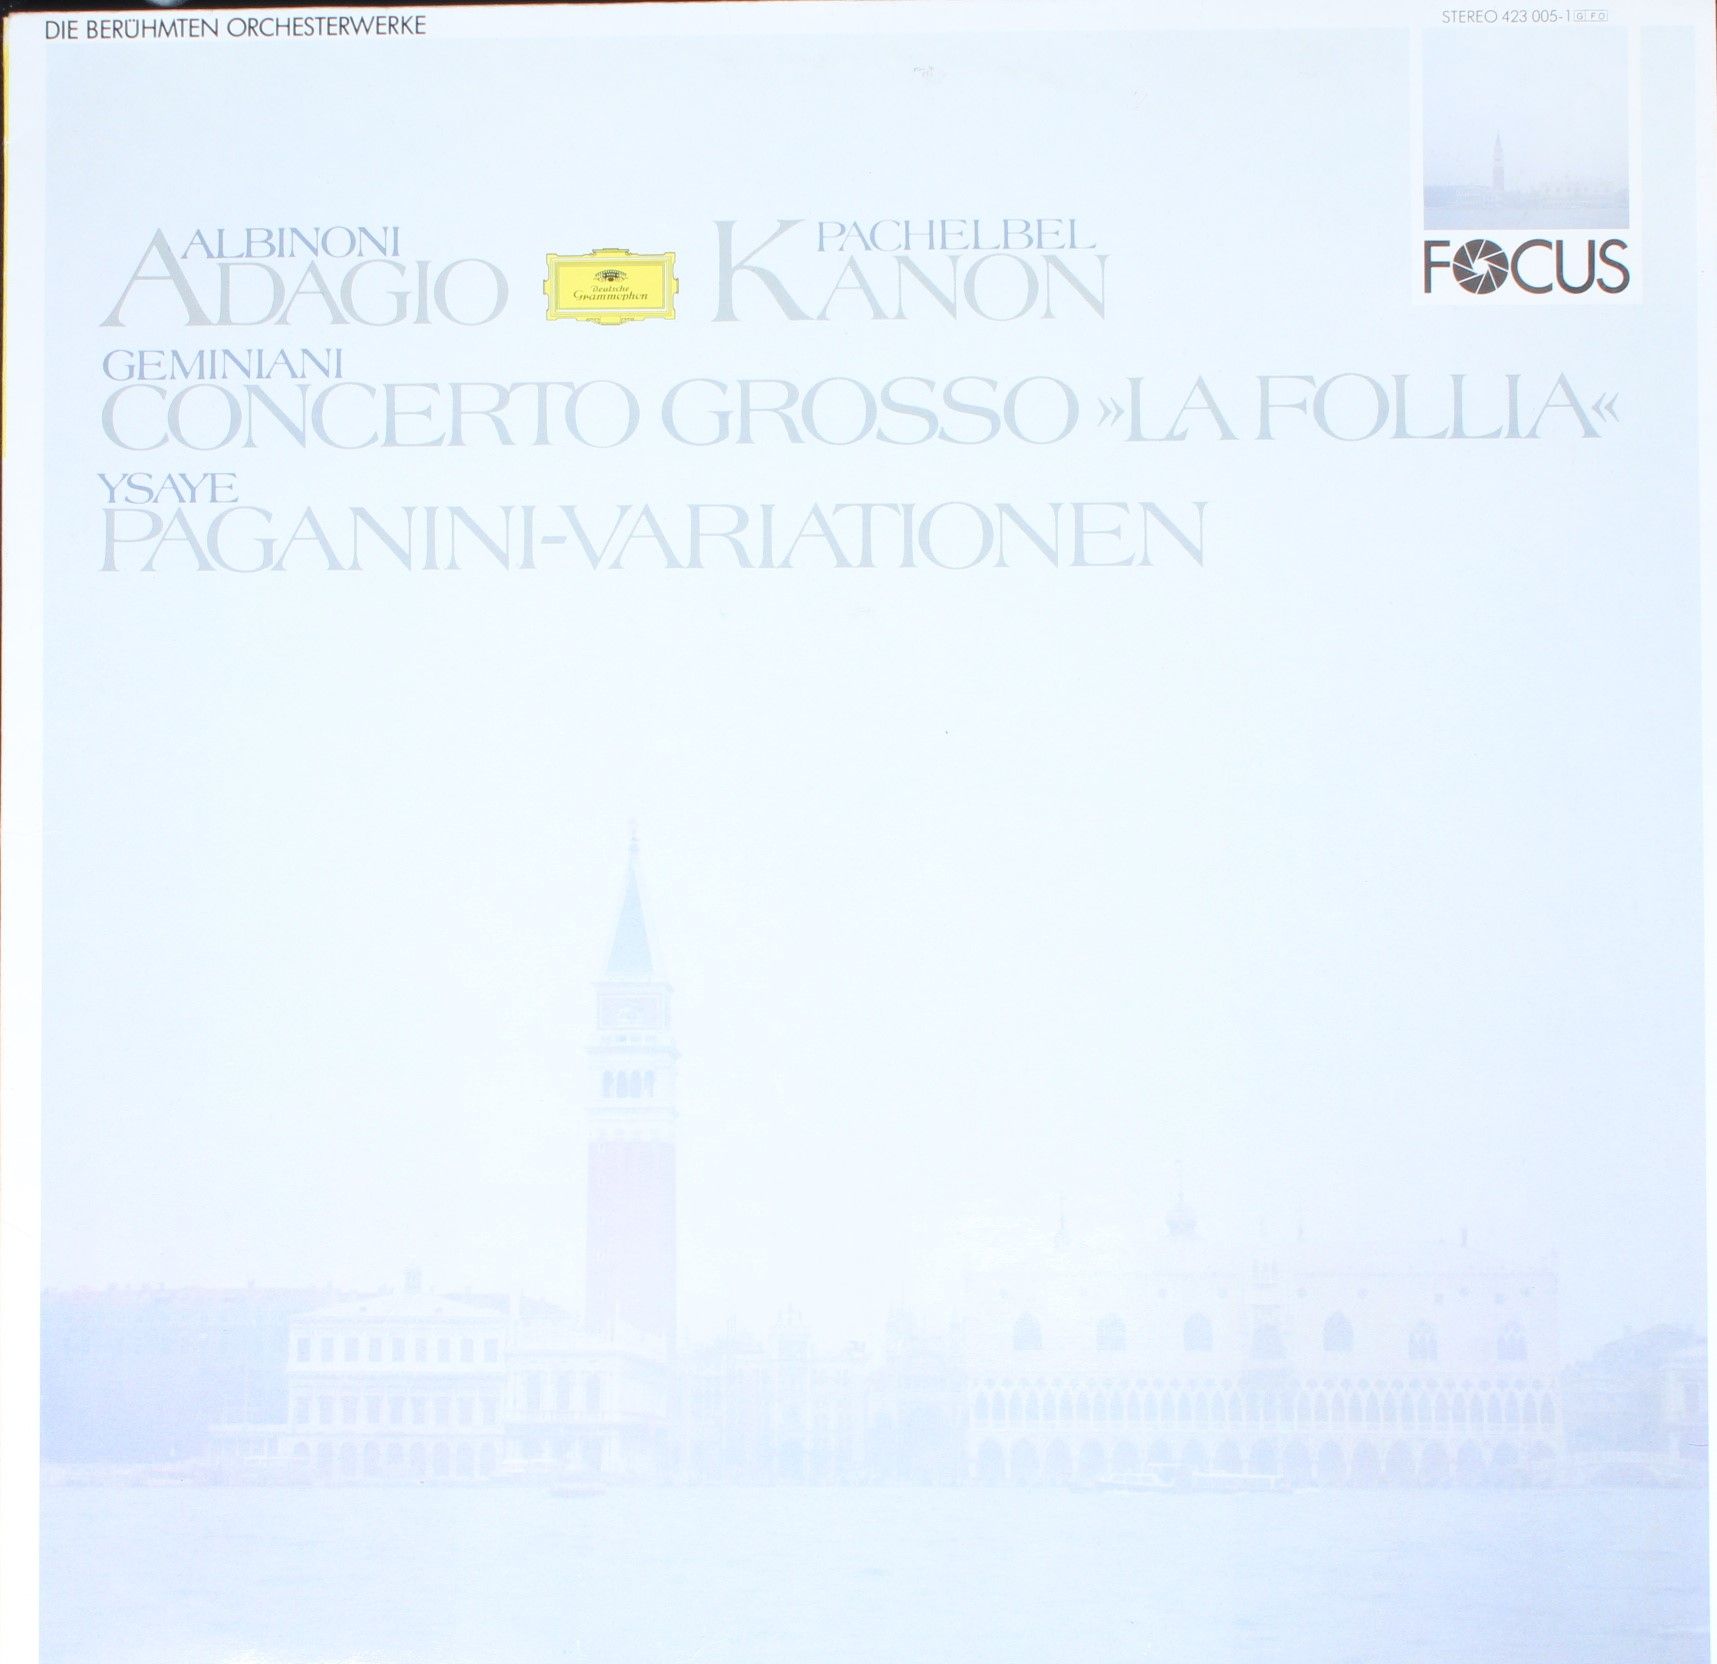 DIE BERÜHMTEN ORCHESTERWERKE
STEREO 423 005-1 GFO
FOCUS
ALBINONI
ADAGIO
Deutsche
Grammophon
PACHELBEL
KANON
GEMINIANI
CONCERTO GROSSO »LA FOLLIA«
YSAYE
PAGANINI-VARIATIONEN